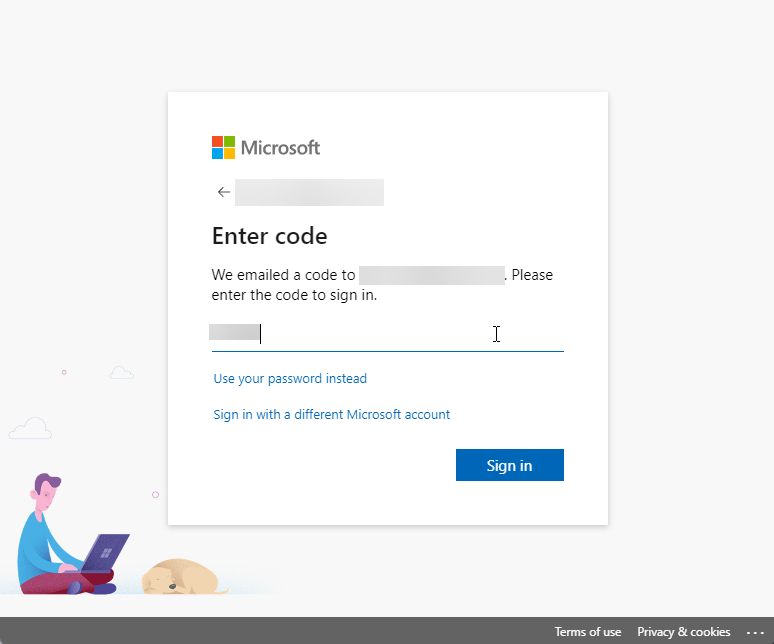 Microsoft
Enter code
We emailed a code to . Please
enter the code to sign in.
Use your password instead
Sign in with a different Microsoft account
Sign in
Terms of use Privacy & cookies ...